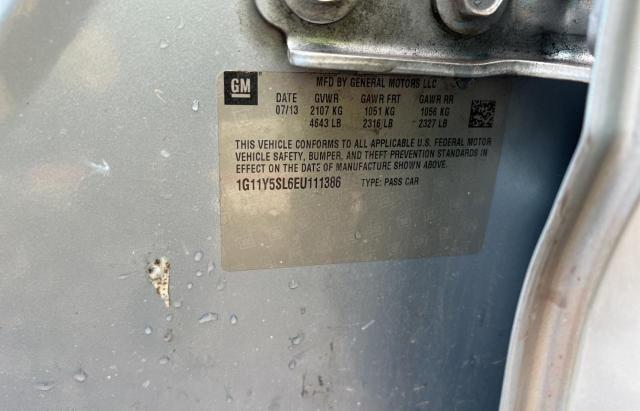 GM
MFD BY GENERAL MOTORS LLC
DATE GVWR GAWR FRT GAWR RR
07/13 2107 KG 1051 KG 1056 KG
4643 LB 2316 LB 2327 LB
THIS VEHICLE CONFORMS TO ALL APPLICABLE U.S. FEDERAL MOTOR
VEHICLE SAFETY, BUMPER, AND THEFT PREVENTION STANDARDS IN
EFFECT ON THE DATE OF MANUFACTURE SHOWN ABOVE.
1G11Y5SL6EU111386 TYPE: PASS CAR